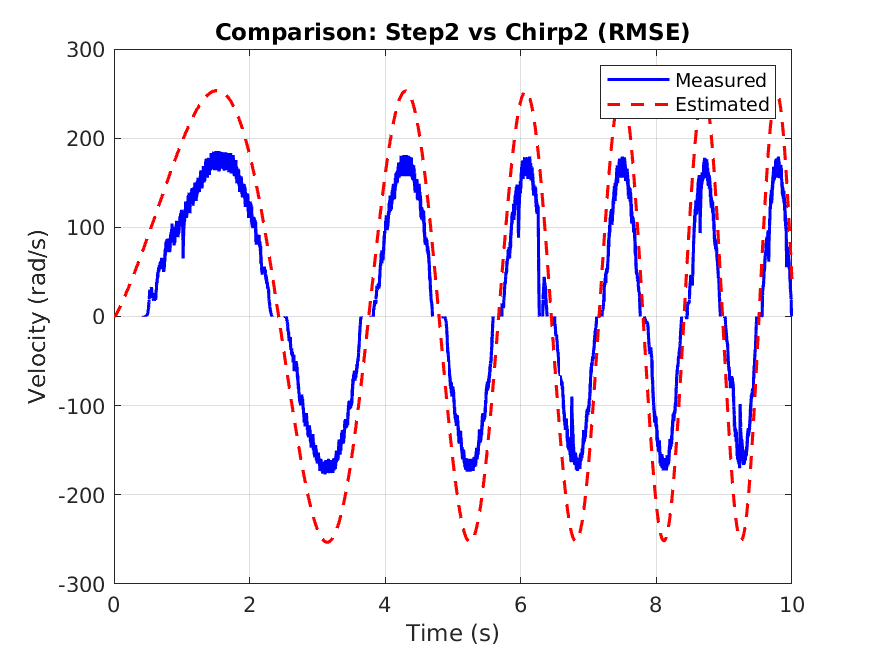 Comparison: Step2 vs Chirp2 (RMSE)
Measured
Estimated
Velocity (rad/s)
300
200
100
0
-100
-200
-300
0 2 4 6 8 10
Time (s)